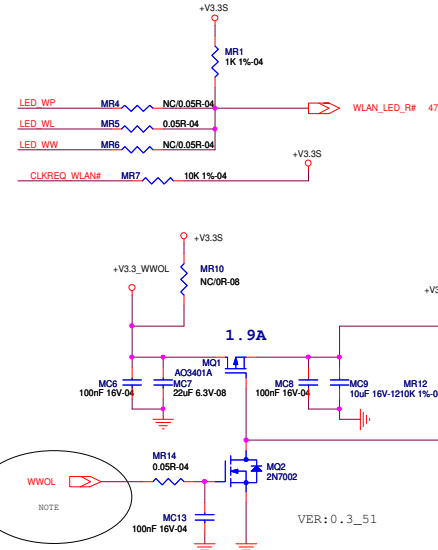 +V3.3S
MR1
1K 1%-04
LED_WP
MR4
NC/0.05R-04
WLAN_LED_R# 47
LED_WL
MR5
0.05R-04
LED_WW
MR6
NC/0.05R-04
+V3.3S
CLKREQ_WLAN#
MR7
10K 1%-04
+V3.3S
+V3.3_WWOL
MR10
NC/0R-08
+V3
1.9A
MQ1
AO3401A
MC6
100nF 16V-04
MC7
22uF 6.3V-08
MC8
100nF 16V-04
MC9
10uF 16V-12
MR12
10K 1%-0
MR14
0.05R-04
MQ2
2N7002
WWOL
NOTE
MC13
100nF 16V-04
VER:0.3_51